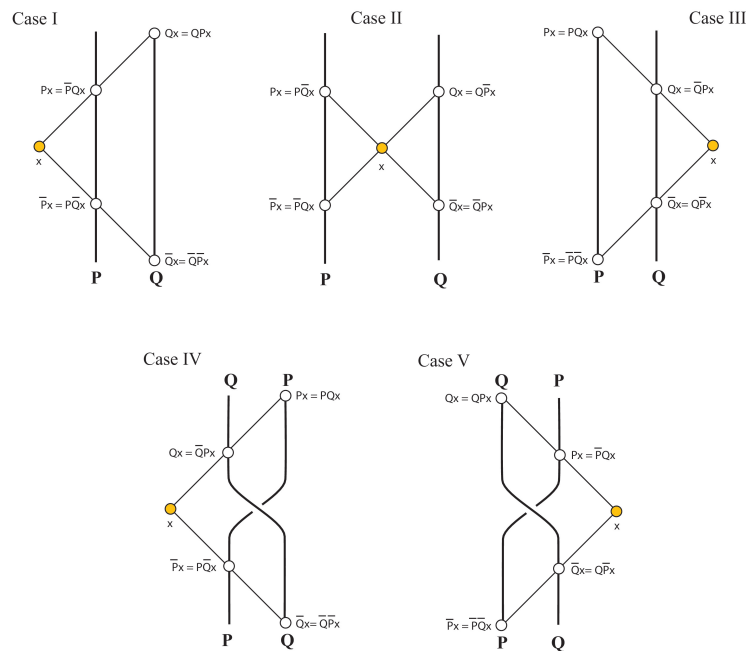 Case I
Qx = QPx
Px = P̅Qx
x
P̅x = PQ̅x
Q̅x= Q̅P̅x
P
Q
Case II
Px = PQ̅x
Qx = QP̅x
x
P̅x = P̅Qx
Q̅x= Q̅Px
P
Q
Case III
Px = PQx
Qx = Q̅Px
x
Q̅x= QP̅x
P̅x = P̅Q̅x
P
Q
Case IV
Q
P
Px = PQx
Qx = Q̅Px
x
P̅x = PQ̅x
Q̅x= Q̅P̅x
P
Q
Case V
Q
P
Qx = QPx
Px = P̅Qx
x
Q̅x= QP̅x
P̅x = P̅Q̅x
P
Q